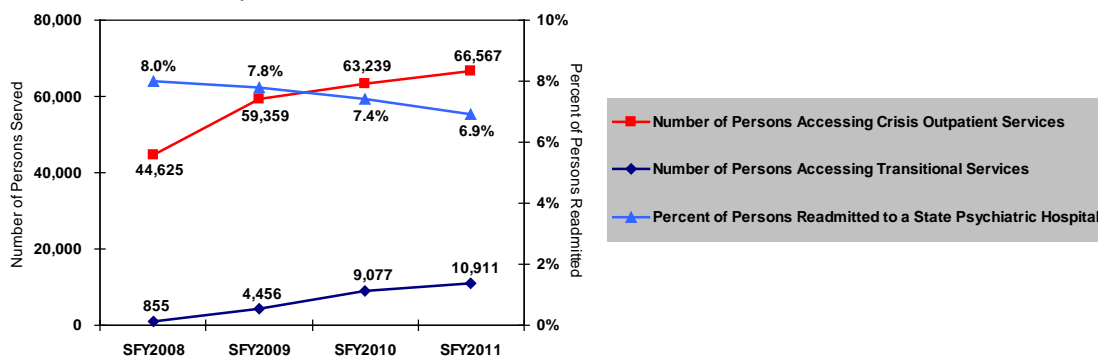 80,000
60,000
40,000
20,000
0
Number of Persons Served
10%
8%
6%
4%
2%
0%
Percent of Persons Readmitted
8.0%
7.8%
7.4%
6.9%
44,625
59,359
63,239
66,567
855
4,456
9,077
10,911
SFY2008
SFY2009
SFY2010
SFY2011
Number of Persons Accessing Crisis Outpatient Services
Number of Persons Accessing Transitional Services
Percent of Persons Readmitted to a State Psychiatric Hospital